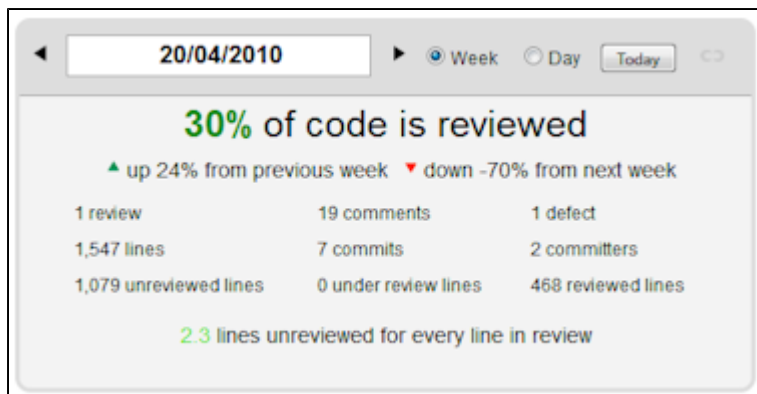 20/04/2010 Week Day Today
30% of code is reviewed
up 24% from previous week down -70% from next week
1 review 19 comments 1 defect
1,547 lines 7 commits 2 committers
1,079 unreviewed lines 0 under review lines 468 reviewed lines
2.3 lines unreviewed for every line in review